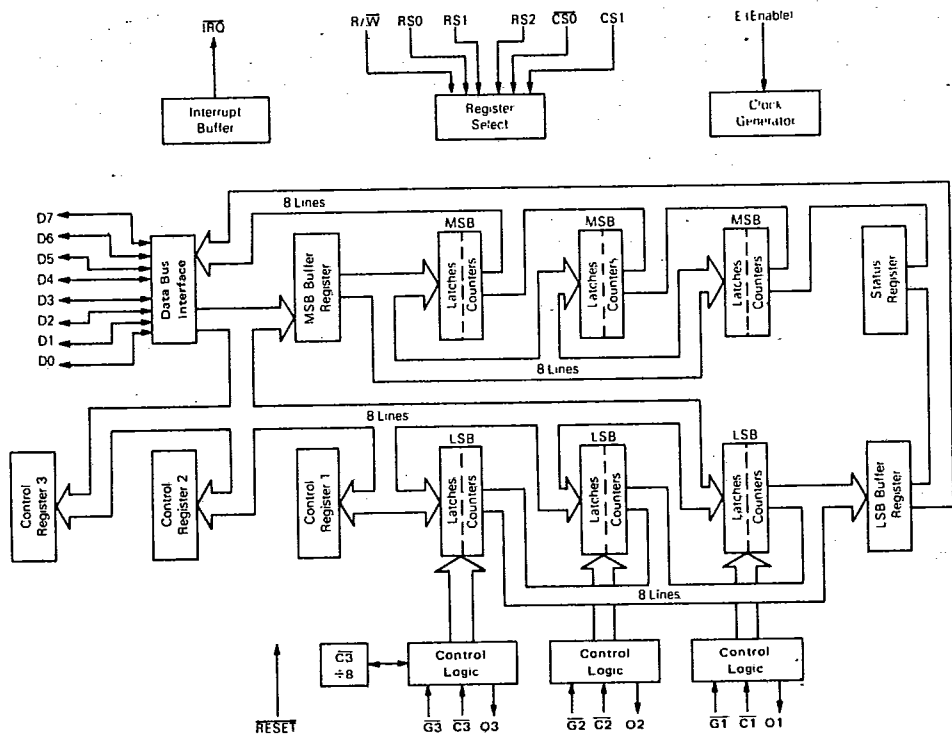 IRQ
R/W RS0 RS1 RS2 CS0 CS1
E (Enable)
Interrupt
Buffer
Register
Select
Clock
Generator
8 Lines
D7
D6
D5
D4
D3
D2
D1
D0
Data Bus
Interface
MSB Buffer
Register
MSB
Latches
Counters
MSB
Latches
Counters
MSB
Latches
Counters
Status
Register
8 Lines
8 Lines
Control
Register 3
Control
Register 2
Control
Register 1
LSB
Latches
Counters
LSB
Latches
Counters
LSB
Latches
Counters
LSB Buffer
Register
8 Lines
C3
÷8
Control
Logic
Control
Logic
Control
Logic
RESET
G3 C3 O3
G2 C2 O2
G1 C1 O1